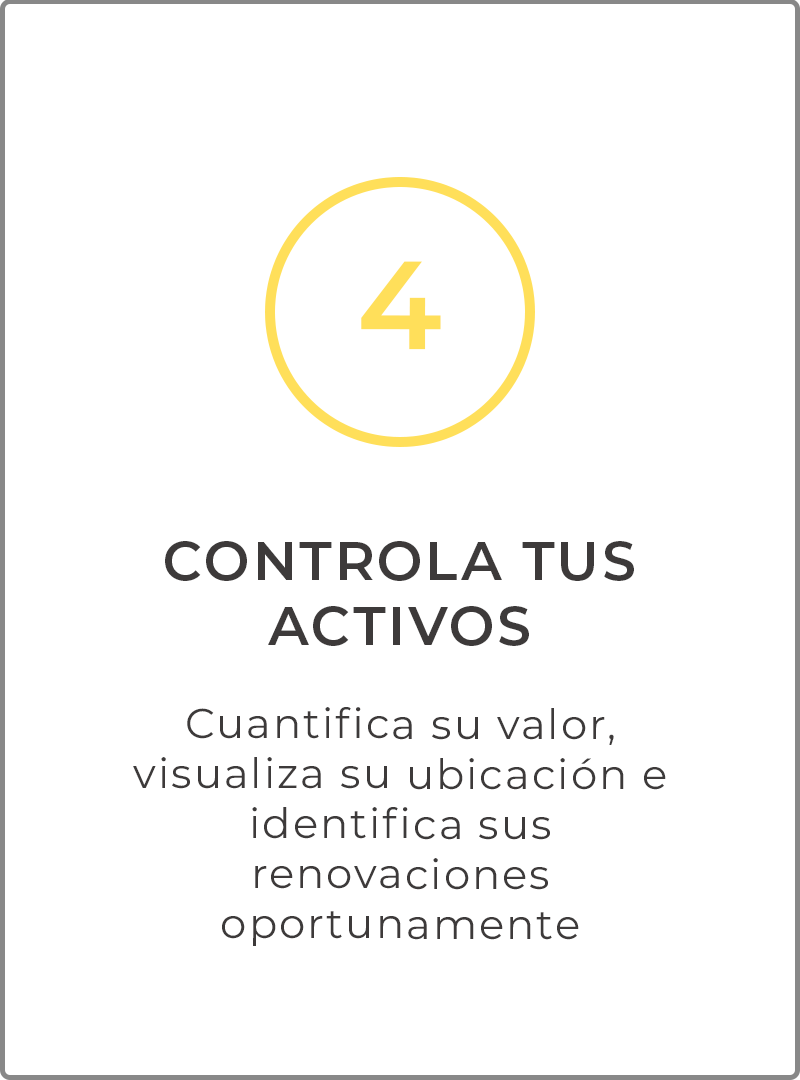 4
CONTROLA TUS
ACTIVOS
Cuantifica su valor,
visualiza su ubicación e
identifica sus
renovaciones
oportunamente